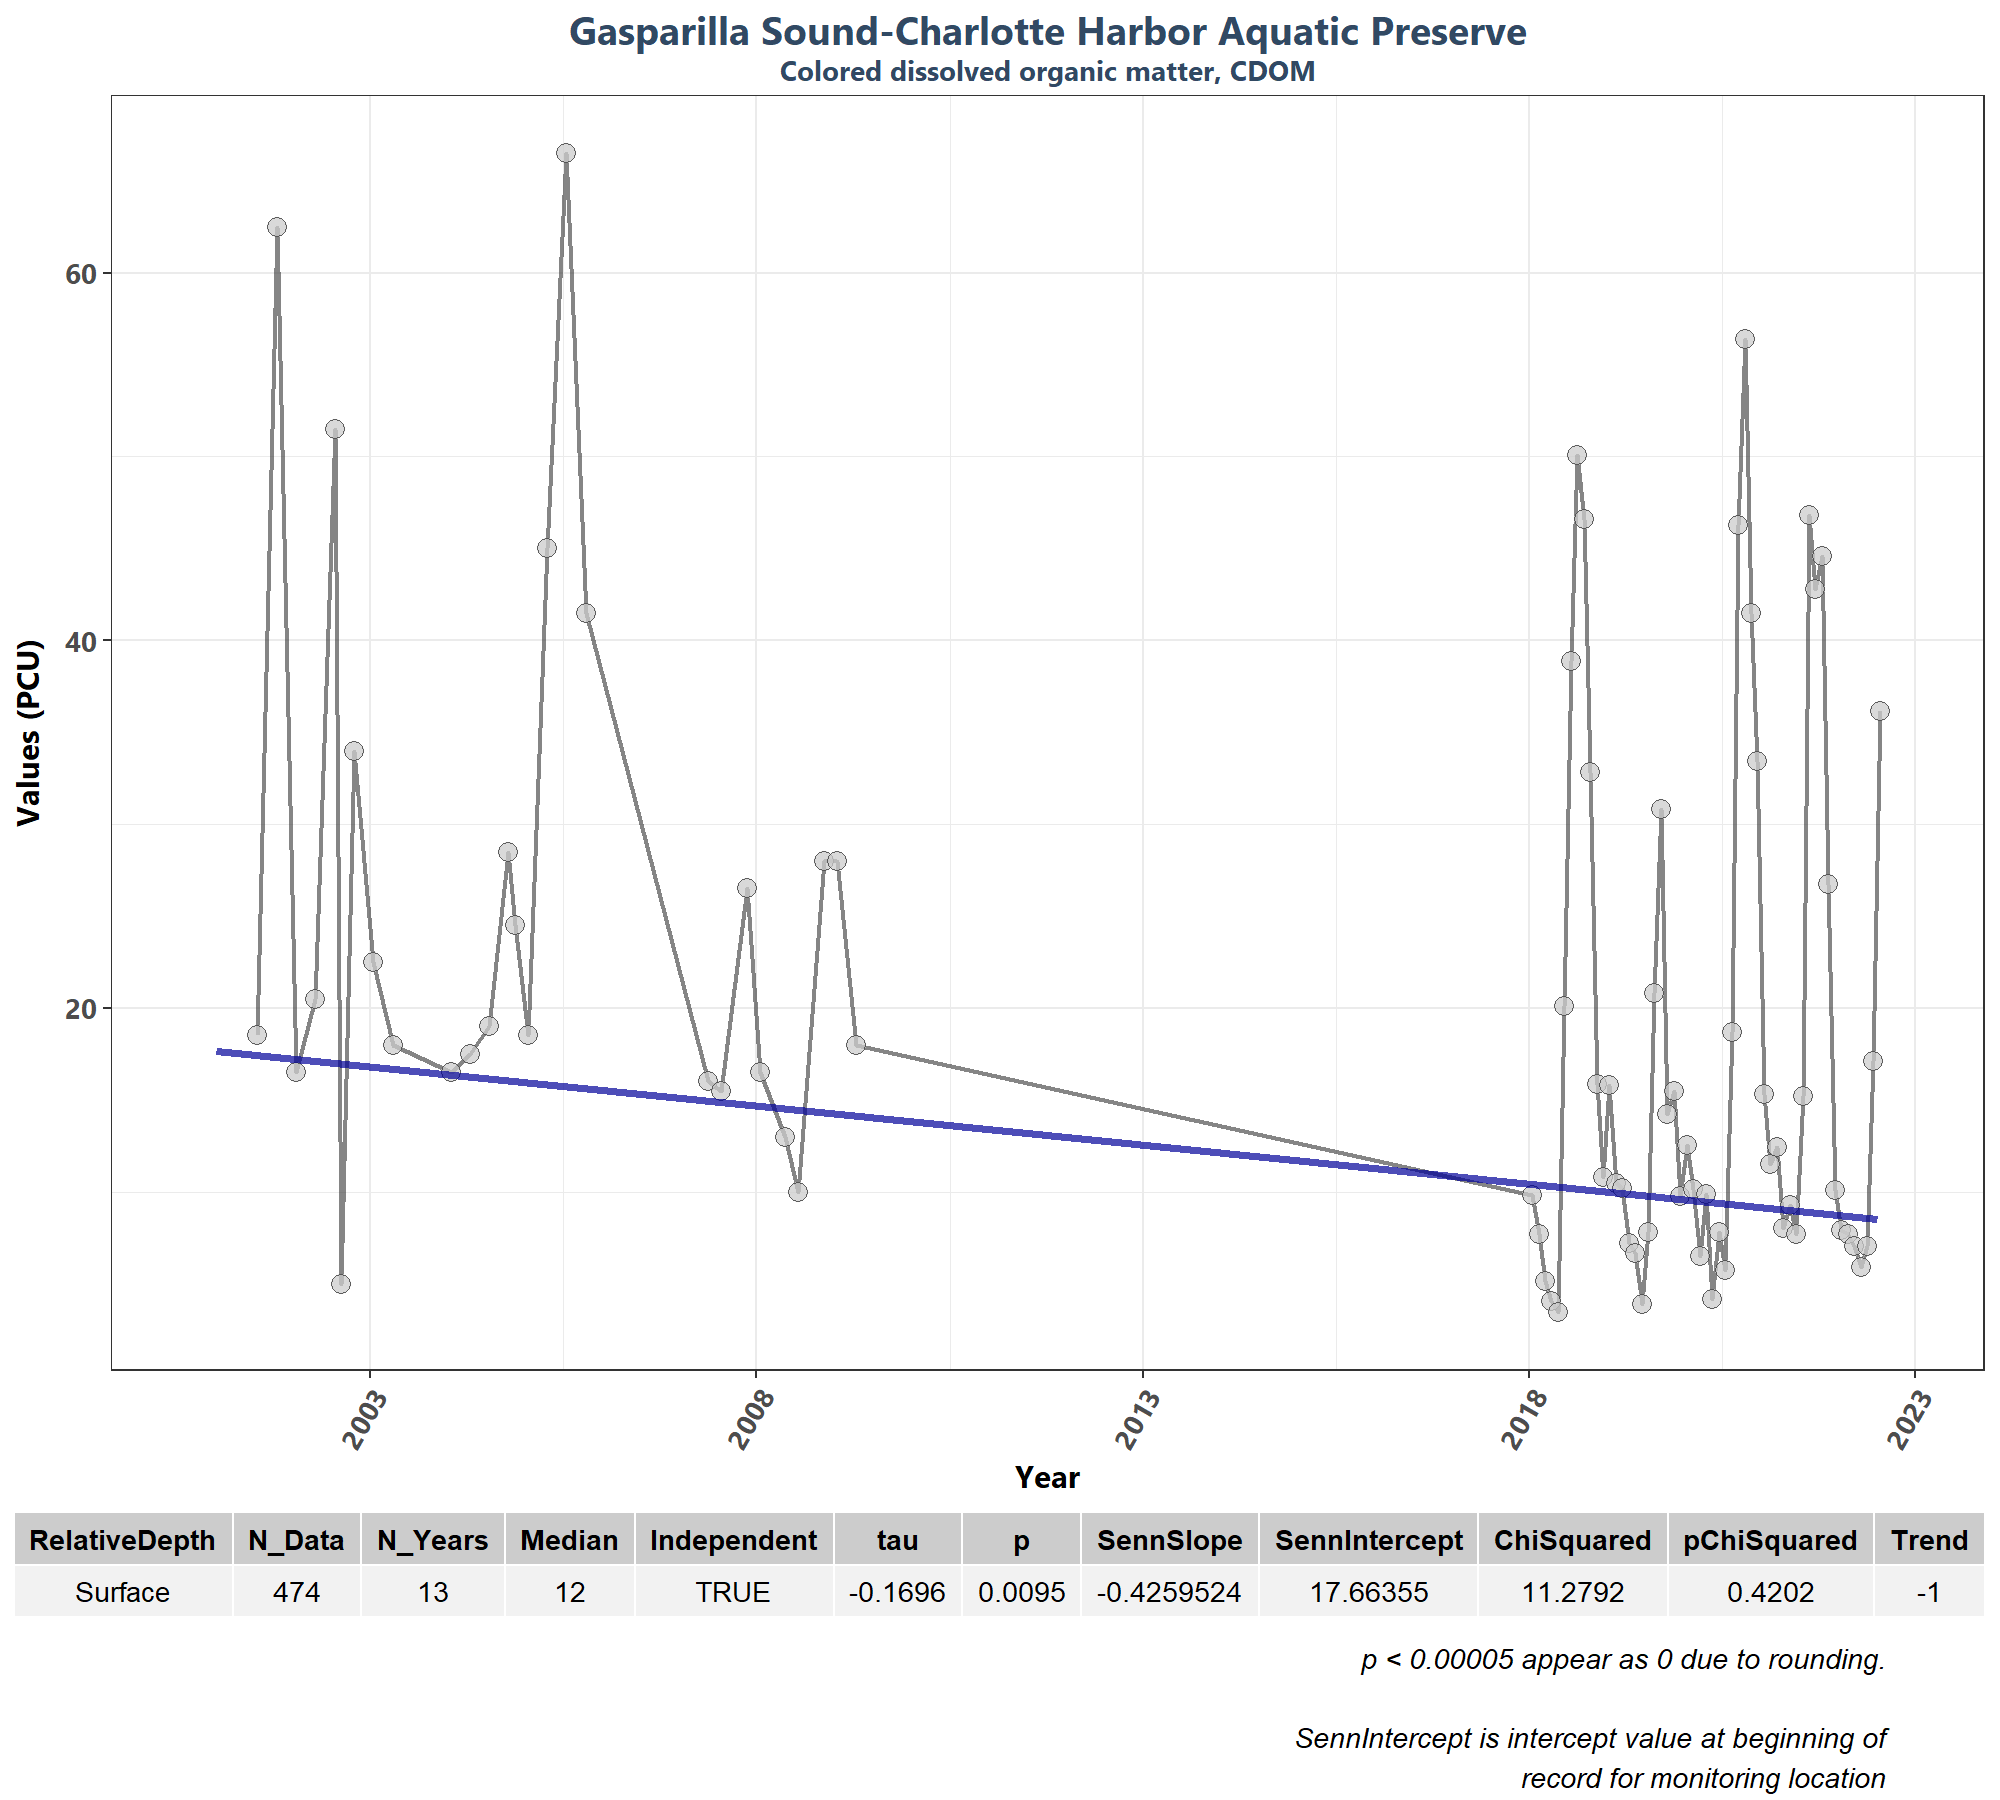 Gasparilla Sound-Charlotte Harbor Aquatic Preserve
Colored dissolved organic matter, CDOM
Values (PCU)
60
40
20
2003
2008
2013
2018
2023
Year
RelativeDepth N_Data N_Years Median Independent tau p SennSlope SennIntercept ChiSquared pChiSquared Trend
Surface 474 13 12 TRUE -0.1696 0.0095 -0.4259524 17.66355 11.2792 0.4202 -1
p < 0.00005 appear as 0 due to rounding.
SennIntercept is intercept value at beginning of
record for monitoring location